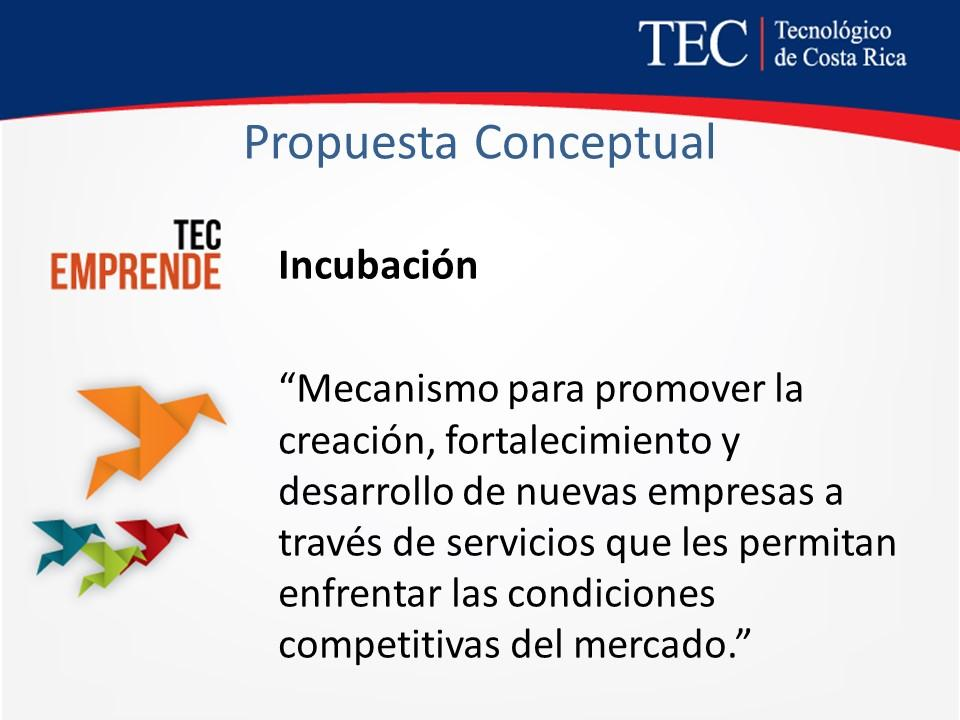 TEC
Tecnológico
de Costa Rica
Propuesta Conceptual
TEC
EMPRENDE
Incubación
“Mecanismo para promover la
creación, fortalecimiento y
desarrollo de nuevas empresas a
través de servicios que les permitan
enfrentar las condiciones
competitivas del mercado.”